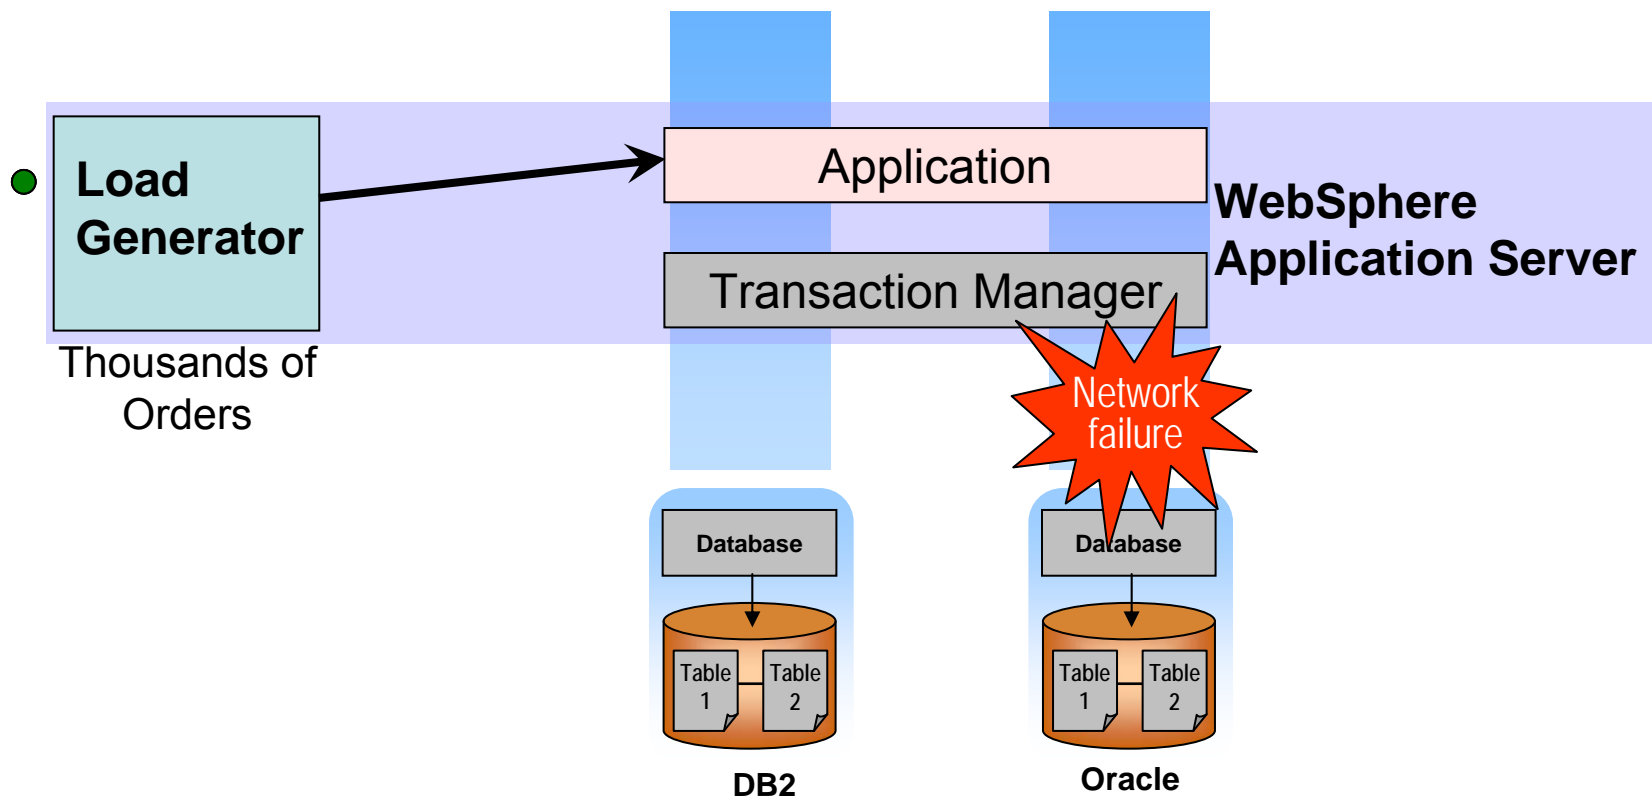 Load
Generator
Thousands of
Orders
Application
Transaction Manager
WebSphere
Application Server
Network
failure
Database
Table
1
Table
2
DB2
Database
Table
1
Table
2
Oracle